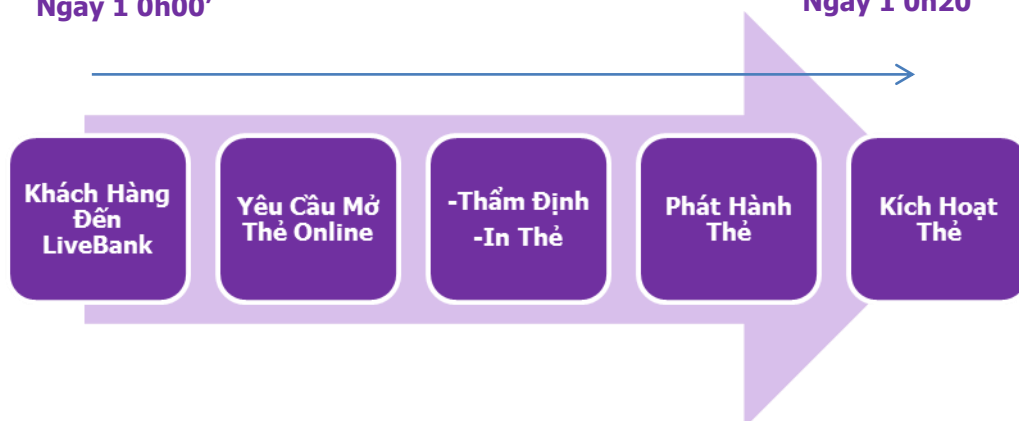 Ngày 1 0h00’
Ngày 1 0h20
Khách Hàng
Đến
LiveBank
Yêu Cầu Mở
Thẻ Online
-Thẩm Định
-In Thẻ
Phát Hành
Thẻ
Kích Hoạt
Thẻ